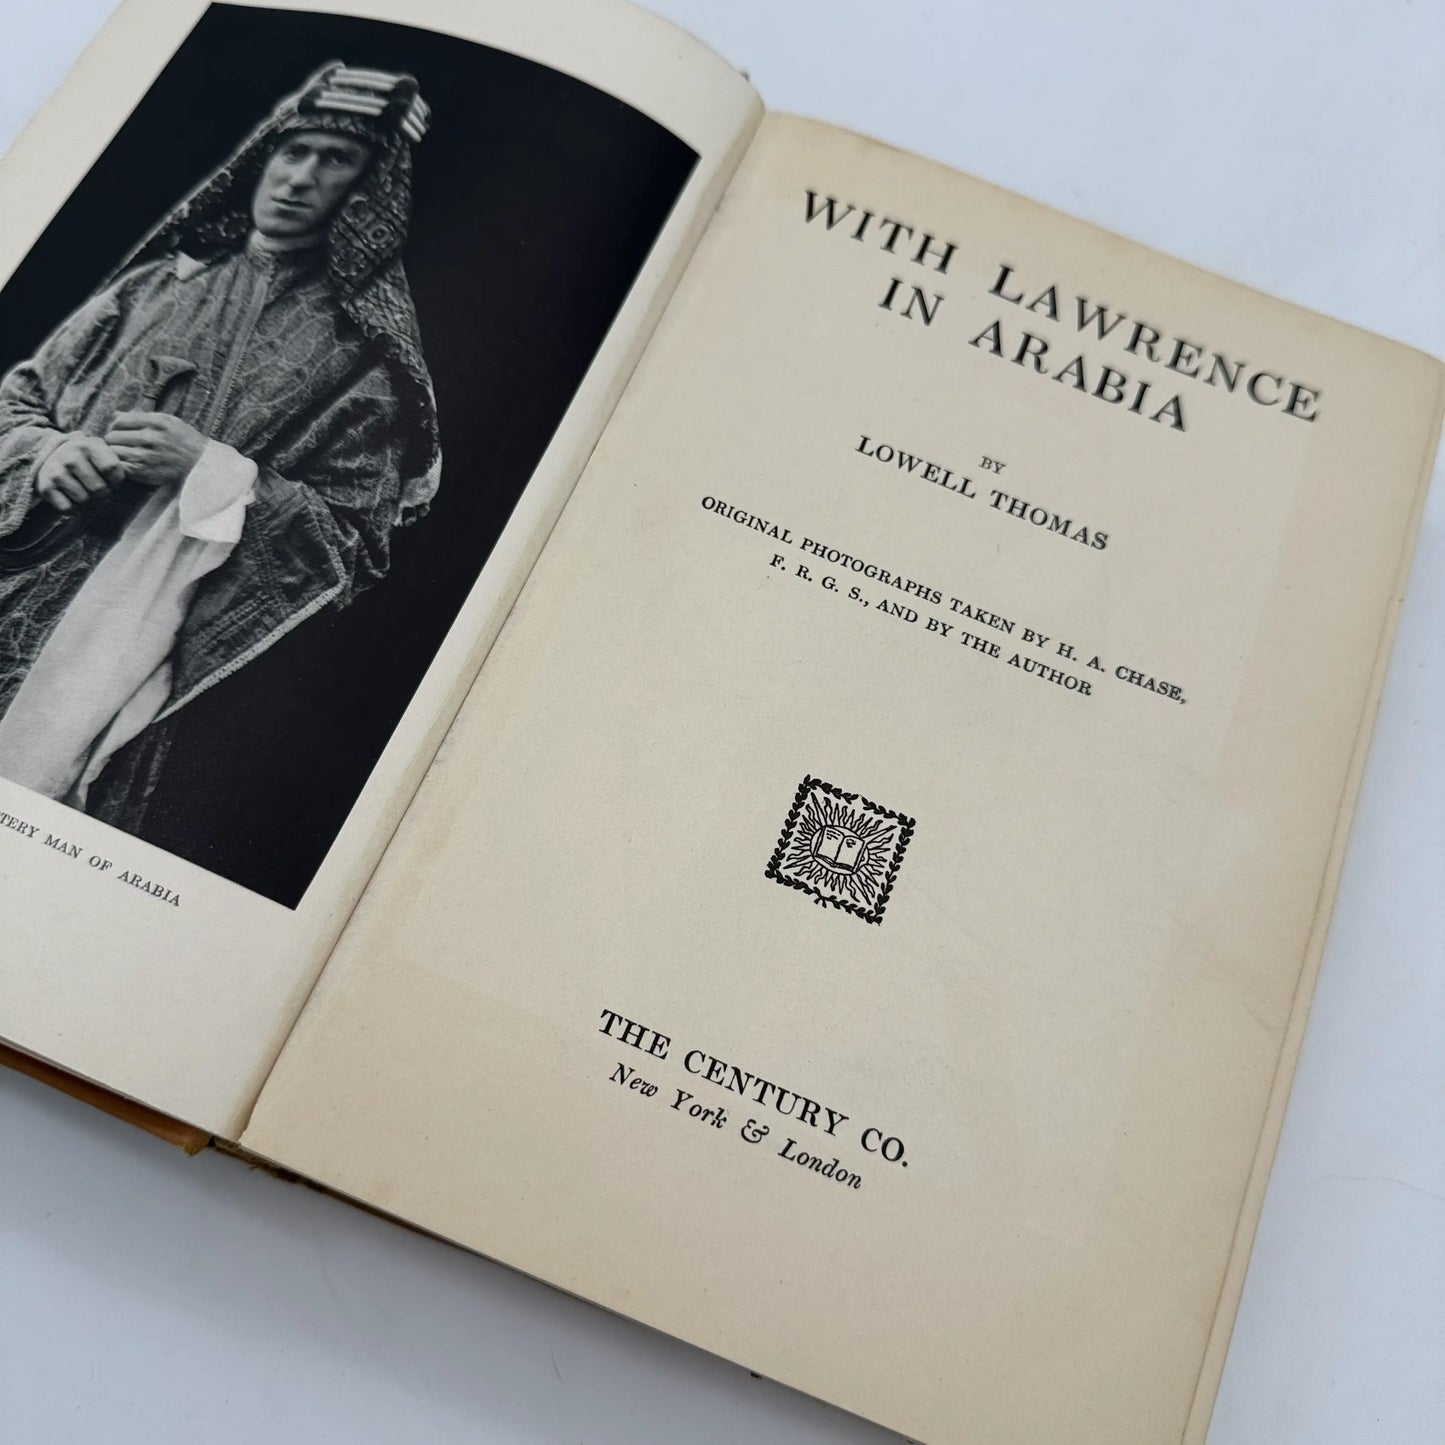 MAN OF ARABIA
WITH LAWRENCE
IN ARABIA
BY
LOWELL THOMAS
ORIGINAL PHOTOGRAPHS TAKEN BY H. A. CHASE,
F. R. G. S., AND BY THE AUTHOR
THE CENTURY CO.
New York & London